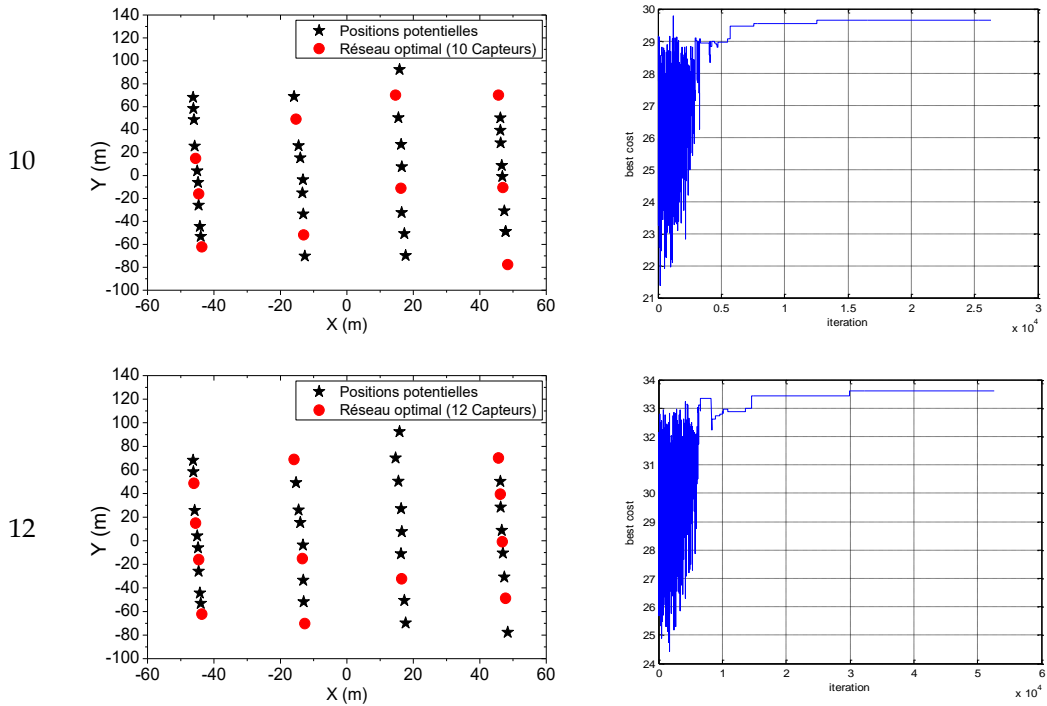 10
140
120
100
80
60
40
20
0
-20
-40
-60
-80
-100
Y (m)
-60 -40 -20 0 20 40 60
X (m)
Positions potentielles
Réseau optimal (10 Capteurs)
30
29
28
27
26
25
24
23
22
21
best cost
0 0.5 1 1.5 2 2.5 3
iteration
x 10^4
12
140
120
100
80
60
40
20
0
-20
-40
-60
-80
-100
Y (m)
-60 -40 -20 0 20 40 60
X (m)
Positions potentielles
Réseau optimal (12 Capteurs)
34
33
32
31
30
29
28
27
26
25
24
best cost
0 1 2 3 4 5 6
iteration
x 10^4